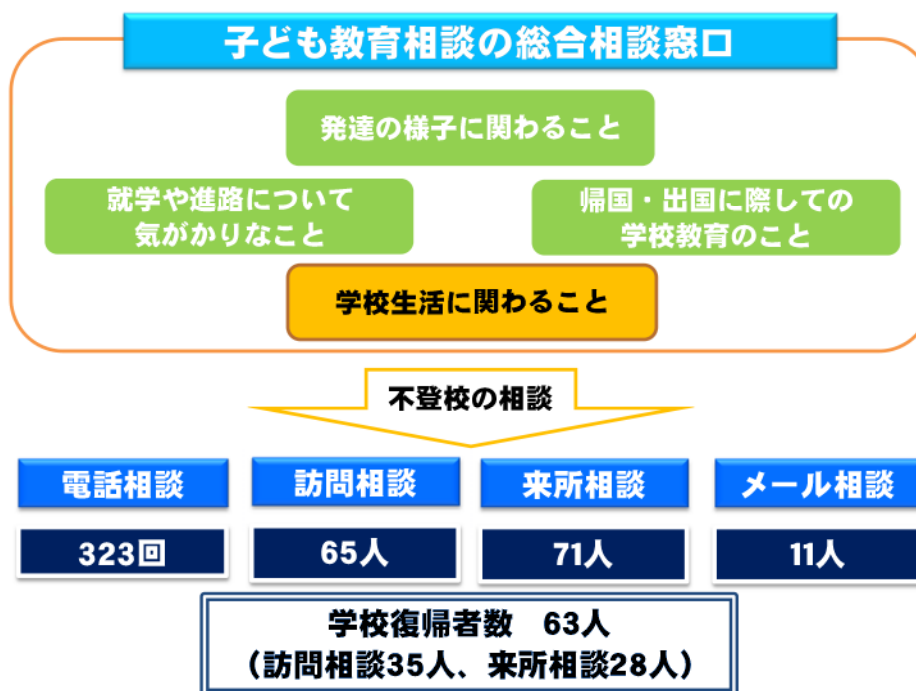 子ども教育相談の総合相談窓口
発達の様子に関わること
就学や進路について
気がかりなこと
帰国・出国に際しての
学校教育のこと
学校生活に関わること
不登校の相談
電話相談
訪問相談
来所相談
メール相談
323回
65人
71人
11人
学校復帰者数　63人
（訪問相談35人、来所相談28人）